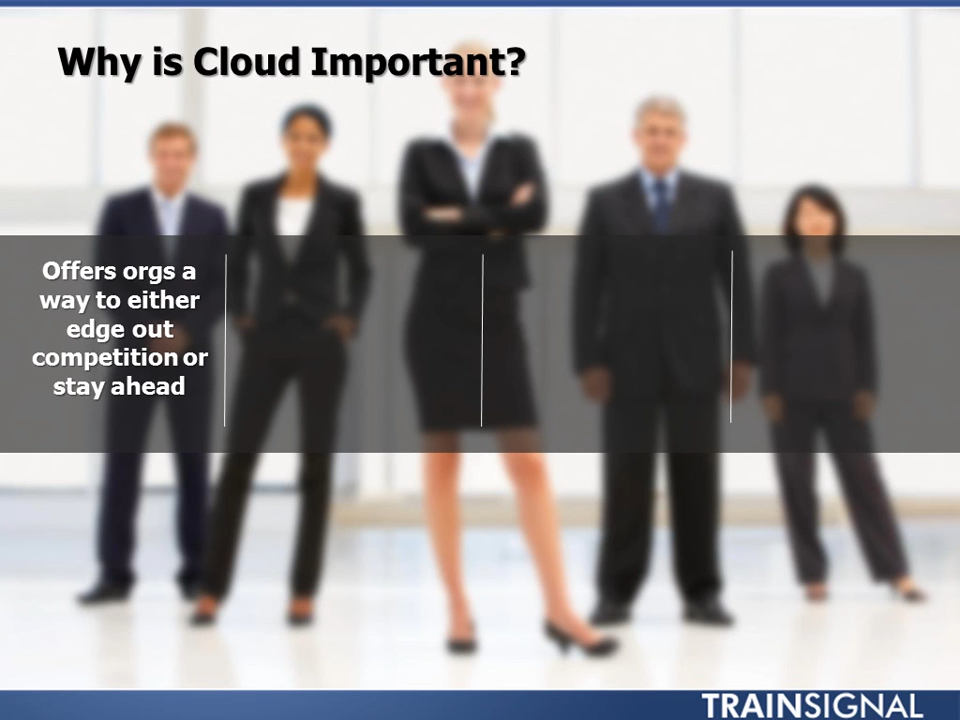 Why is Cloud Important?
Offers orgs a
way to either
edge out
competition or
stay ahead
TRAINSIGNAL